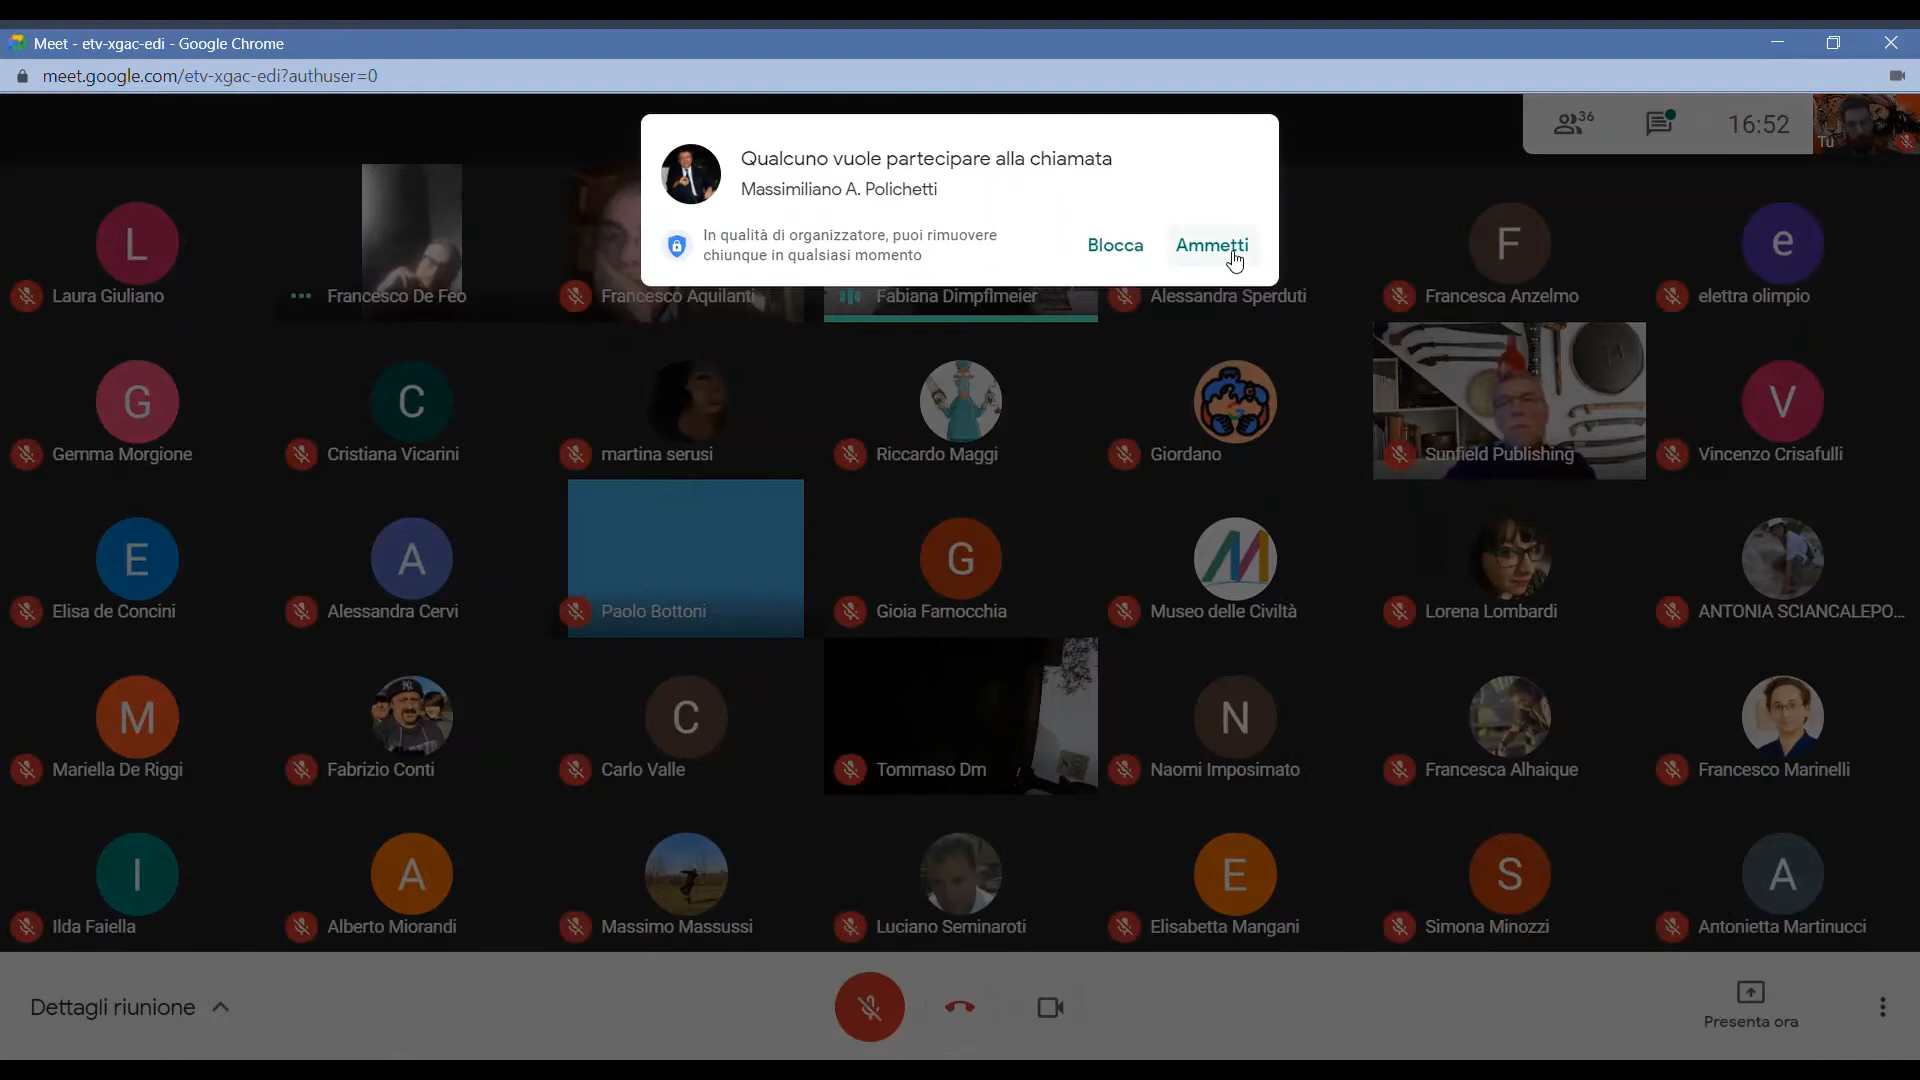 Meet - etv-xgac-edi - Google Chrome
meet.google.com/etv-xgac-edi?authuser=0
36
16:52
Tu
Qualcuno vuole partecipare alla chiamata
Massimiliano A. Polichetti
In qualità di organizzatore, puoi rimuovere
chiunque in qualsiasi momento
Blocca
Ammetti
L
F
e
Laura Giuliano
Francesco De Feo
Francesco Aquilanti
Fabiana Dimpflmeier
Alessandra Sperduti
Francesca Anzelmo
elettra olimpio
G
C
V
Gemma Morgione
Cristiana Vicarini
martina serusi
Riccardo Maggi
Giordano
Sunfield Publishing
Vincenzo Crisafulli
E
A
G
Elisa de Concini
Alessandra Cervi
Paolo Bottoni
Gioia Farnocchia
Museo delle Civiltà
Lorena Lombardi
ANTONIA SCIANCALEPO...
M
C
N
Mariella De Riggi
Fabrizio Conti
Carlo Valle
Tommaso Dm
Naomi Imposimato
Francesca Alhaique
Francesco Marinelli
I
A
E
S
A
Ilda Faiella
Alberto Miorandi
Massimo Massussi
Luciano Seminaroti
Elisabetta Mangani
Simona Minozzi
Antonietta Martinucci
Dettagli riunione
Presenta ora